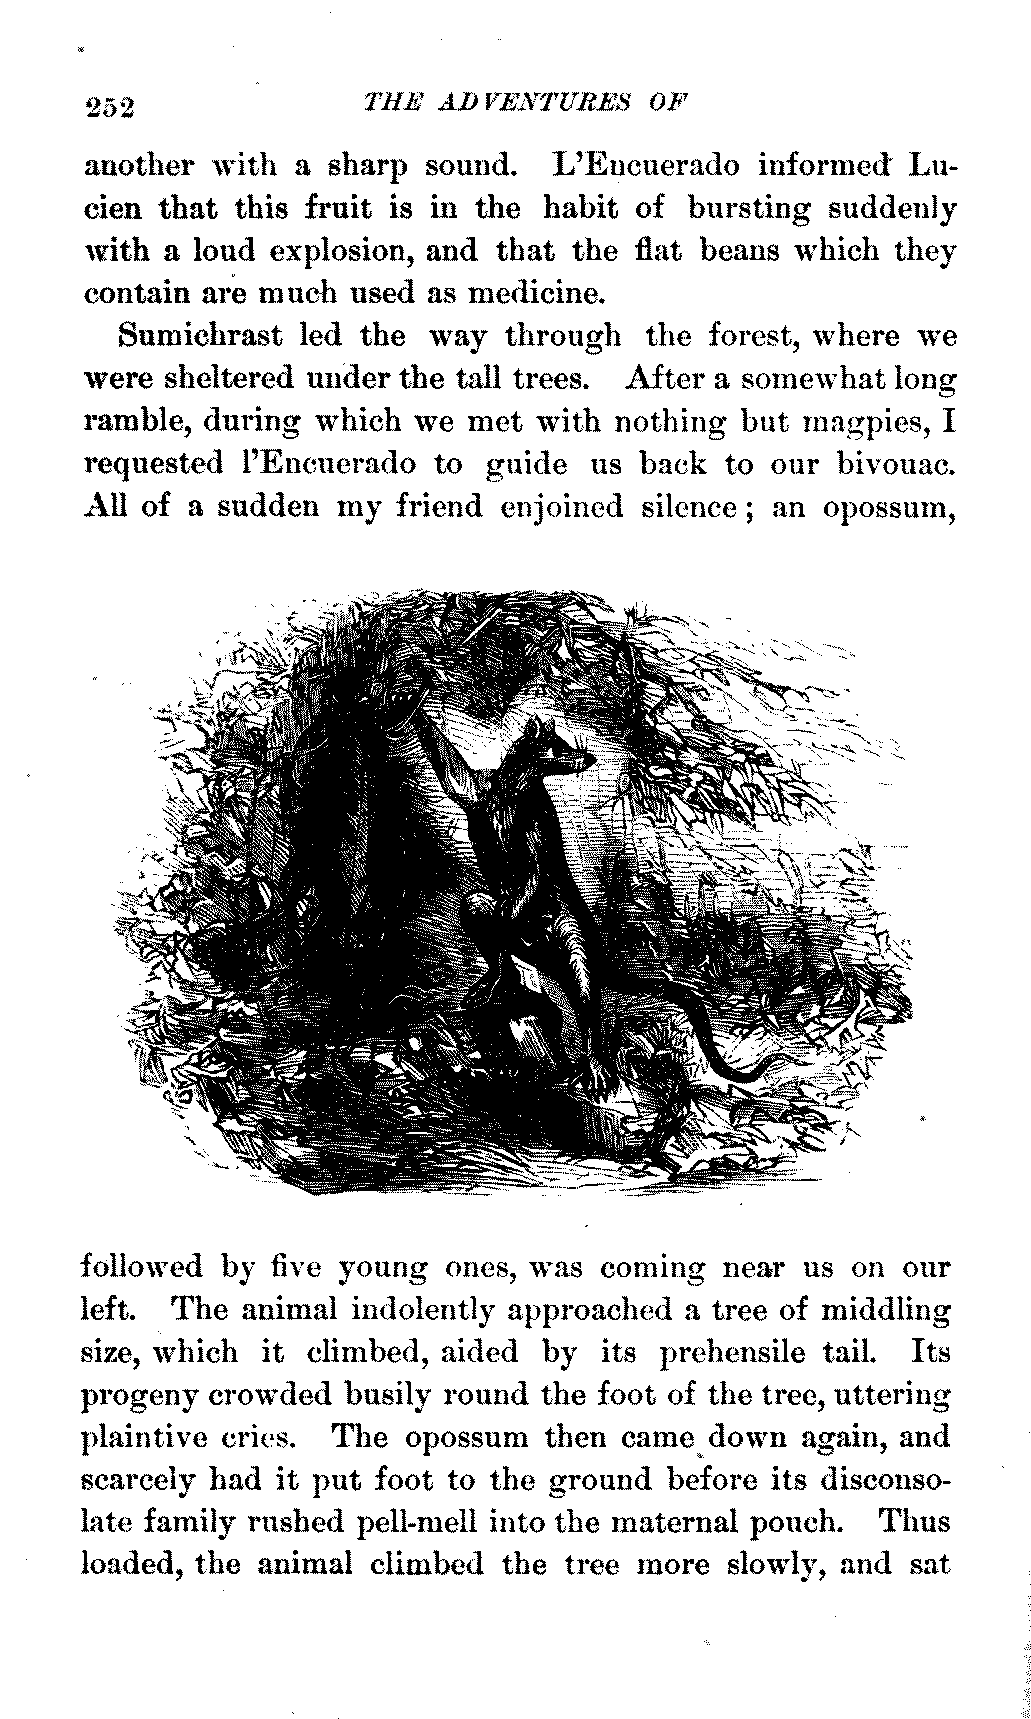 252 THE ADVENTURES OF
another with a sharp sound. L'Encuerado informed Lu-
cien that this fruit is in the habit of bursting suddenly
with a loud explosion, and that the flat beans which they
contain are much used as medicine.
Sumichrast led the way through the forest, where we
were sheltered under the tall trees. After a somewhat long
ramble, during which we met with nothing but magpies, I
requested l'Encuerado to guide us back to our bivouac.
All of a sudden my friend enjoined silence; an opossum,
followed by five young ones, was coming near us on our
left. The animal indolently approached a tree of middling
size, which it climbed, aided by its prehensile tail. Its
progeny crowded busily round the foot of the tree, uttering
plaintive cries. The opossum then came down again, and
scarcely had it put foot to the ground before its disconso-
late family rushed pell-mell into the maternal pouch. Thus
loaded, the animal climbed the tree more slowly, and sat